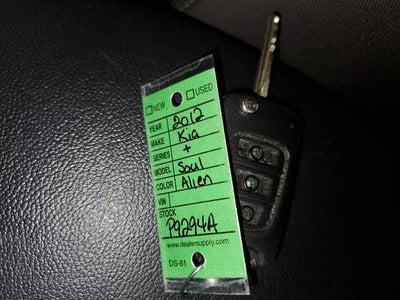 NEW USED
YEAR 2012
MAKE Kia
SERIES +
MODEL Soul
COLOR Alien
VIN
STOCK
P9294A
www.dealersupply.com
DS-61